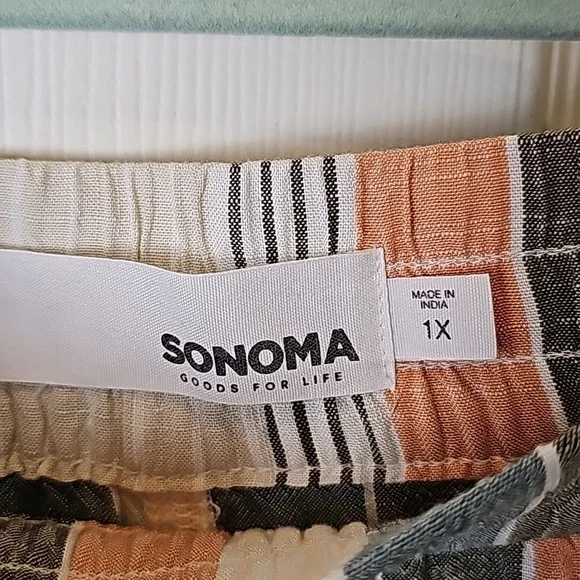 SONOMA
GOODS FOR LIFE
MADE IN
INDIA
1X